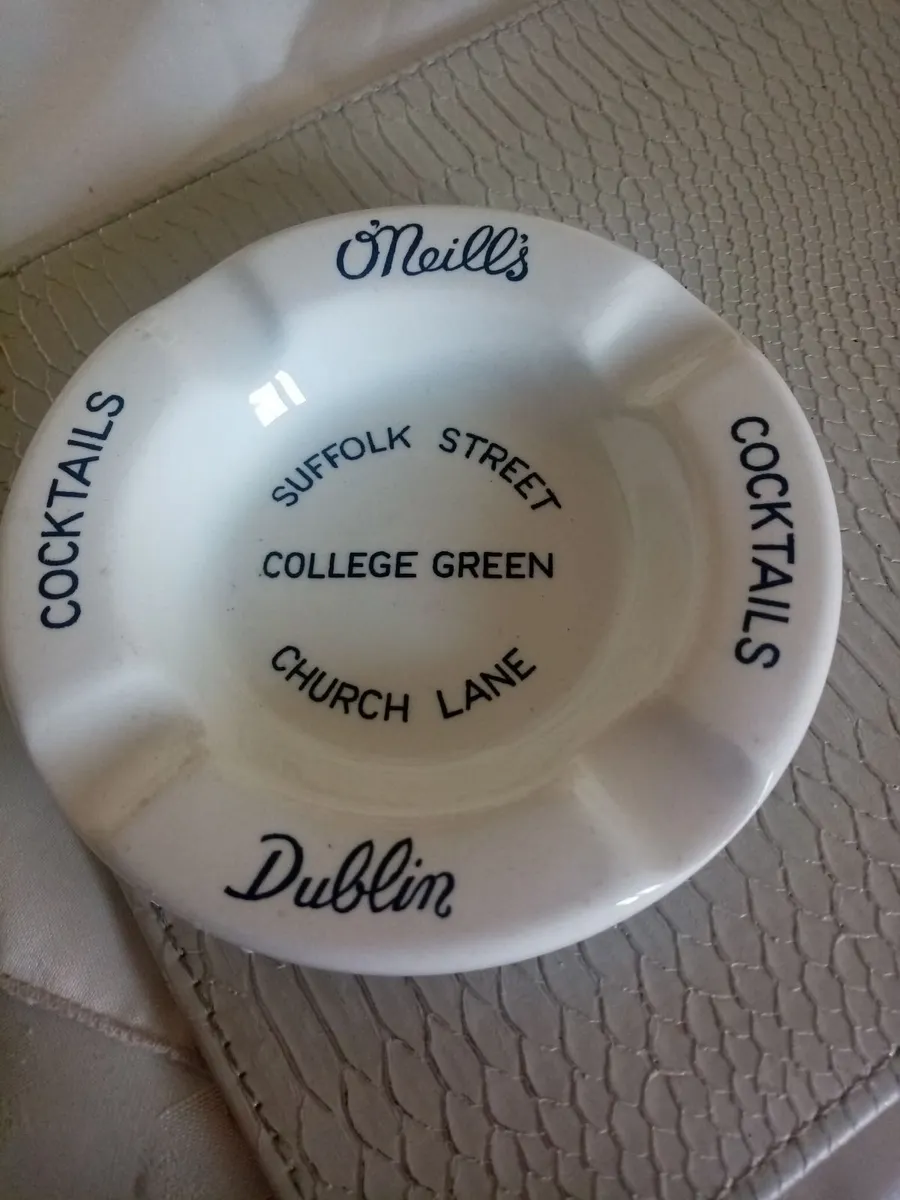 O'Neill's
COCKTAILS
COCKTAILS
SUFFOLK STREET
COLLEGE GREEN
CHURCH LANE
Dublin